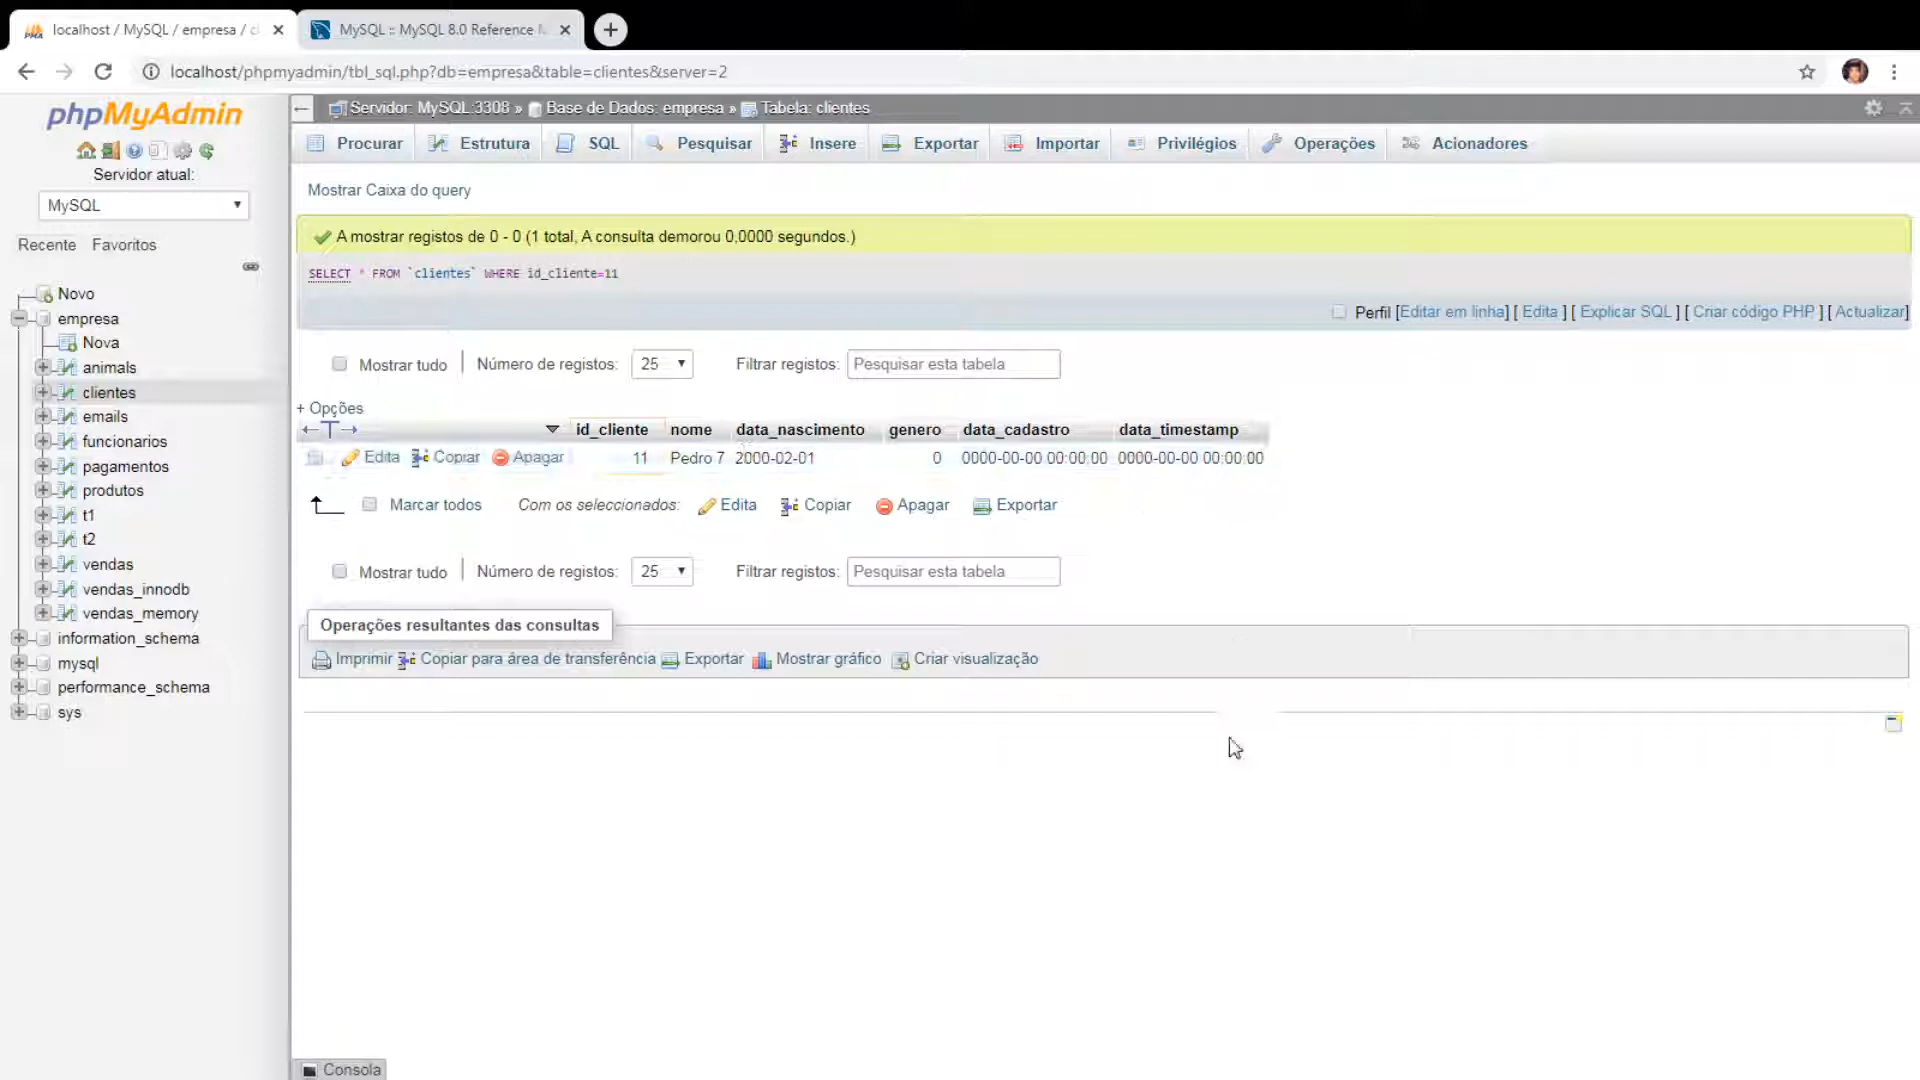 localhost / MySQL / empresa / cl
MySQL :: MySQL 8.0 Reference M
localhost/phpmyadmin/tbl_sql.php?db=empresa&table=clientes&server=2
phpMyAdmin
Servidor: MySQL:3308 » Base de Dados: empresa » Tabela: clientes
Procurar Estrutura SQL Pesquisar Insere Exportar Importar Privilégios Operações Acionadores
Servidor atual:
MySQL
Recente Favoritos
Novo
empresa
Nova
animals
clientes
emails
funcionarios
pagamentos
produtos
t1
t2
vendas
vendas_innodb
vendas_memory
information_schema
mysql
performance_schema
sys
Mostrar Caixa do query
A mostrar registos de 0 - 0 (1 total, A consulta demorou 0,0000 segundos.)
SELECT * FROM `clientes` WHERE id_cliente=11
Perfil [Editar em linha] [ Edita ] [ Explicar SQL ] [ Criar código PHP ] [ Actualizar]
Mostrar tudo Número de registos: 25 Filtrar registos: Pesquisar esta tabela
+ Opções
←T→ id_cliente nome data_nascimento genero data_cadastro data_timestamp
Edita Copiar Apagar 11 Pedro 7 2000-02-01 0 0000-00-00 00:00:00 0000-00-00 00:00:00
Marcar todos Com os seleccionados: Edita Copiar Apagar Exportar
Mostrar tudo Número de registos: 25 Filtrar registos: Pesquisar esta tabela
Operações resultantes das consultas
Imprimir Copiar para área de transferência Exportar Mostrar gráfico Criar visualização
Consola